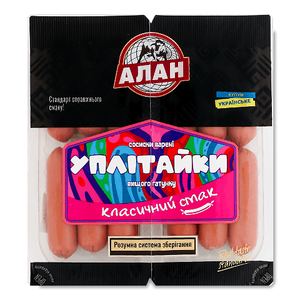 АЛАН
Стандарт справжнього
смаку!
КУПУЙ
УКРАЇНСЬКЕ
сосиски варені
УПЛІТАЙКИ
вищого ґатунку
класичний смак
Розумна система зберігання